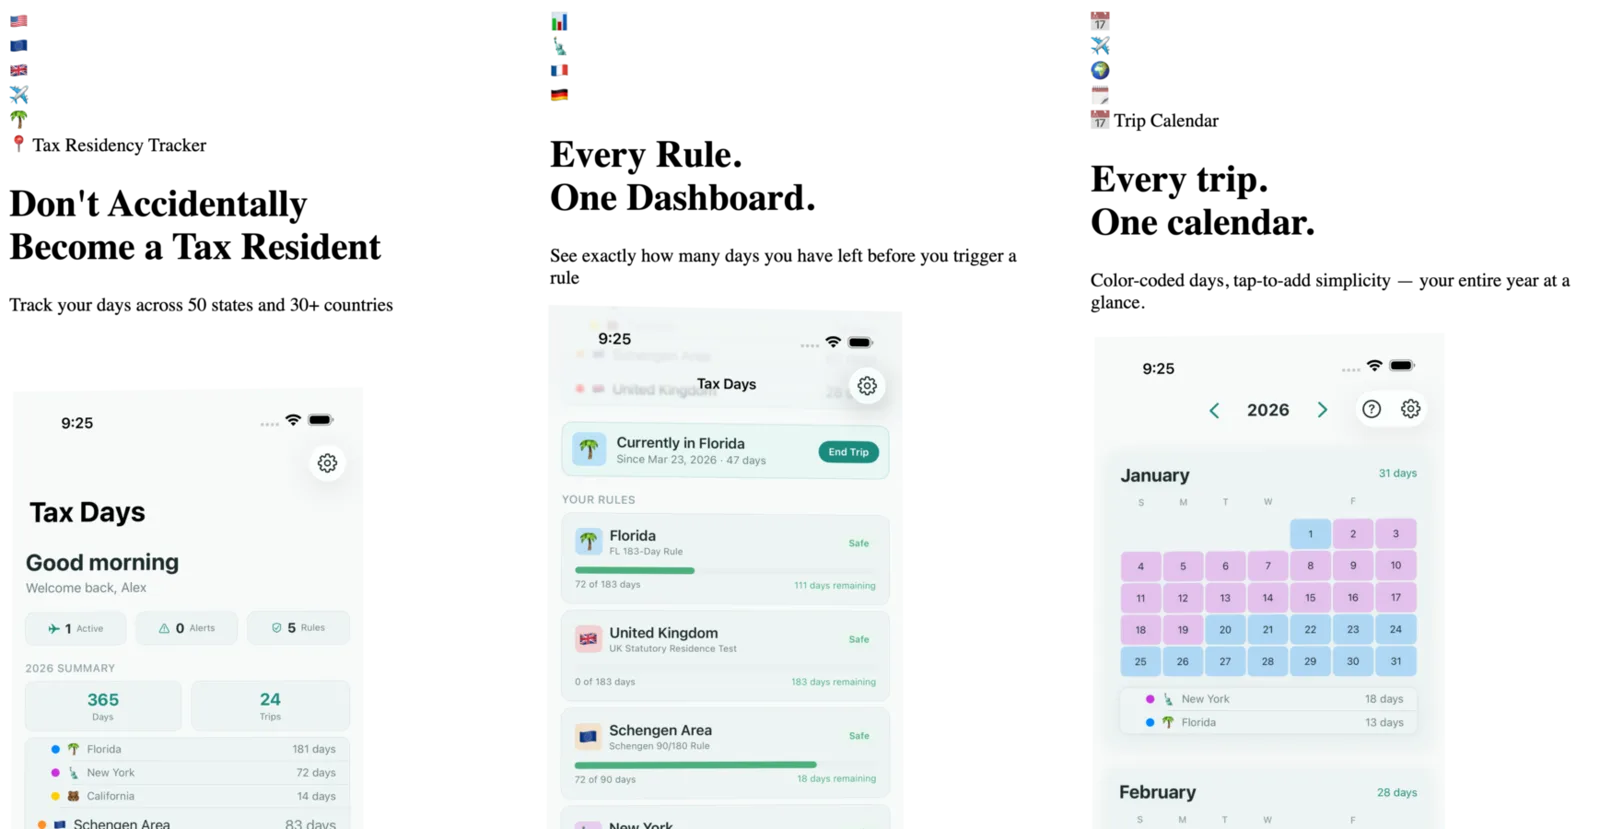 Tax Residency Tracker
Don't Accidentally
Become a Tax Resident
Track your days across 50 states and 30+ countries
9:25
Tax Days
Good morning
Welcome back, Alex
1 Active
0 Alerts
5 Rules
2026 SUMMARY
365
Days
24
Trips
Florida 181 days
New York 72 days
California 14 days
Schengen Area 83 days
Every Rule.
One Dashboard.
See exactly how many days you have left before you trigger a
rule
9:25
Schengen Area
United Kingdom
Tax Days
Currently in Florida
Since Mar 23, 2026 · 47 days
End Trip
YOUR RULES
Florida
FL 183-Day Rule
Safe
72 of 183 days
111 days remaining
United Kingdom
UK Statutory Residence Test
Safe
0 of 183 days
183 days remaining
Schengen Area
Schengen 90/180 Rule
Safe
72 of 90 days
18 days remaining
New York
17
17 Trip Calendar
Every trip.
One calendar.
Color-coded days, tap-to-add simplicity — your entire year at a
glance.
9:25
2026
January 31 days
S M T W F
1 2 3
4 5 6 7 8 9 10
11 12 13 14 15 16 17
18 19 20 21 22 23 24
25 26 27 28 29 30 31
New York 18 days
Florida 13 days
February 28 days
S M T W F